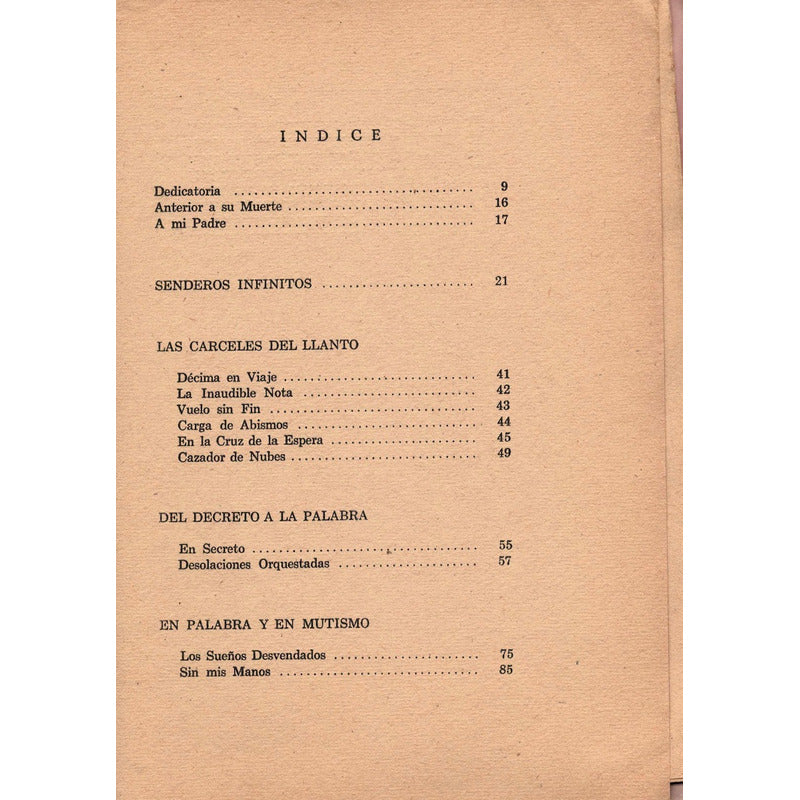 INDICE
Dedicatoria ........................................ 9
Anterior a su Muerte ................................ 16
A mi Padre ........................................ 17
SENDEROS INFINITOS ........................ 21
LAS CARCELES DEL LLANTO
Décima en Viaje ................................ 41
La Inaudible Nota ............................ 42
Vuelo sin Fin .................................. 43
Carga de Abismos ............................ 44
En la Cruz de la Espera ........................ 45
Cazador de Nubes .............................. 49
DEL DECRETO A LA PALABRA
En Secreto ...................................... 55
Desolaciones Orquestadas ........................ 57
EN PALABRA Y EN MUTISMO
Los Sueños Desvendados ........................ 75
Sin mis Manos .................................. 85